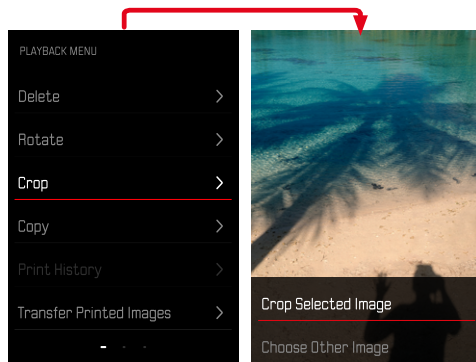 PLAYBACK MENU
Delete
Rotate
Crop
Copy
Print History
Transfer Printed Images
Crop Selected Image
Choose Other Image